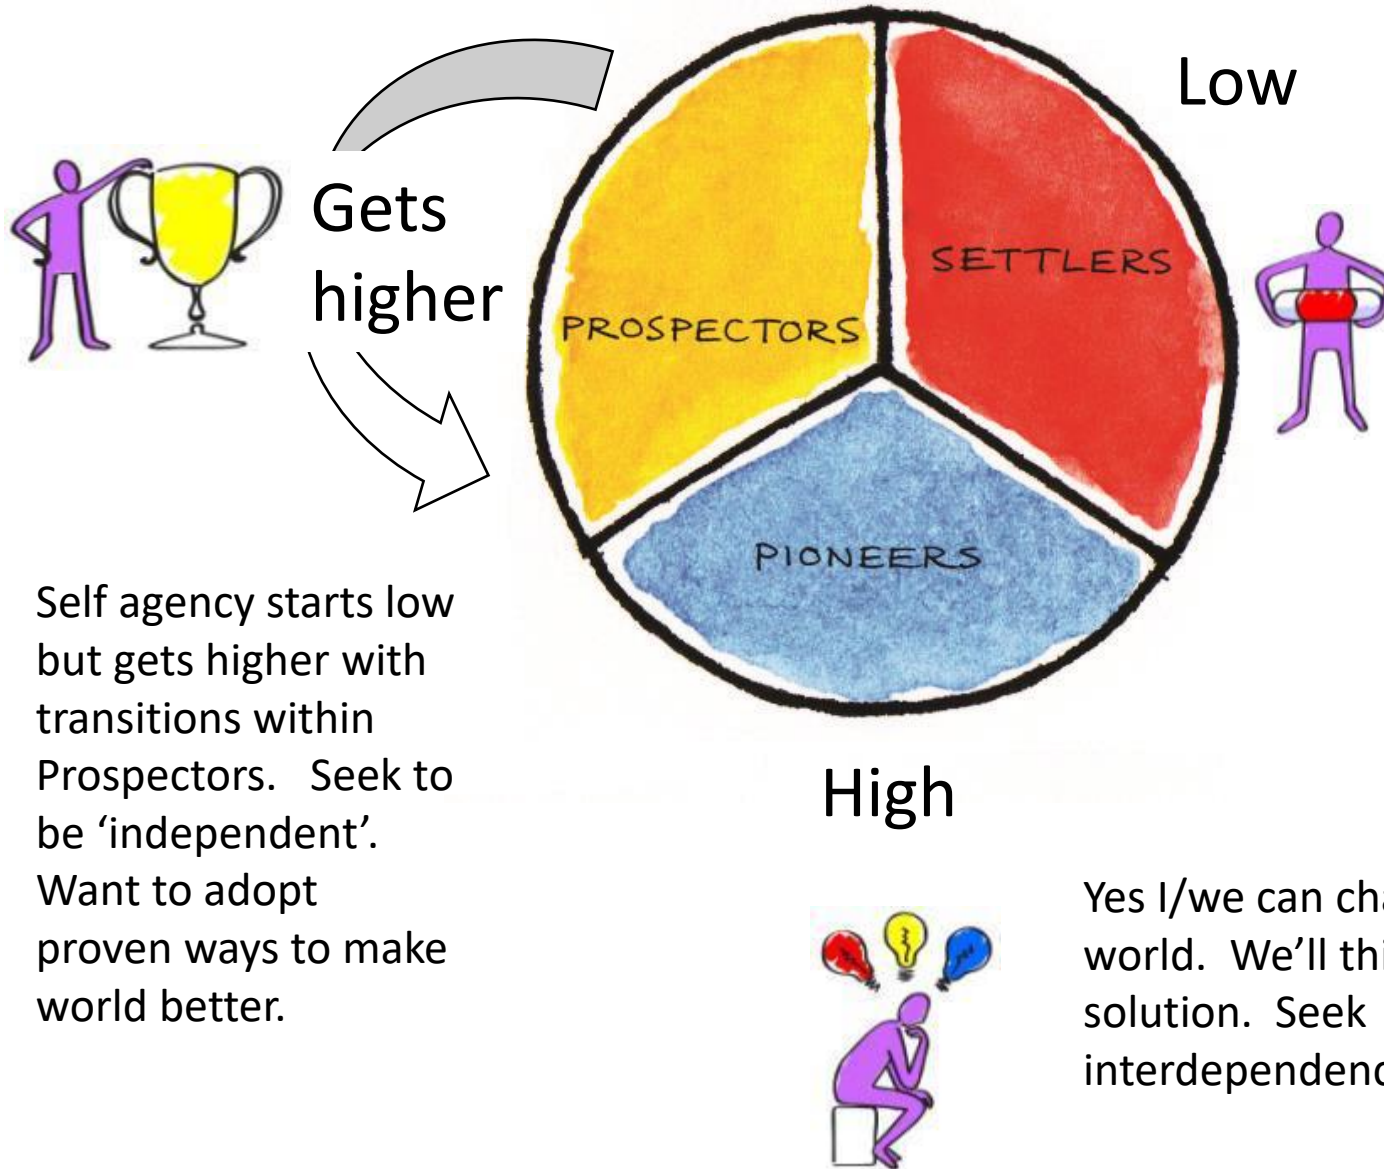 Low
Gets
higher
SETTLERS
PROSPECTORS
PIONEERS
Self agency starts low
but gets higher with
transitions within
Prospectors.   Seek to
be ‘independent’.
Want to adopt
proven ways to make
world better.
High
Yes I/we can
world.  We’ll
solution.  Seek